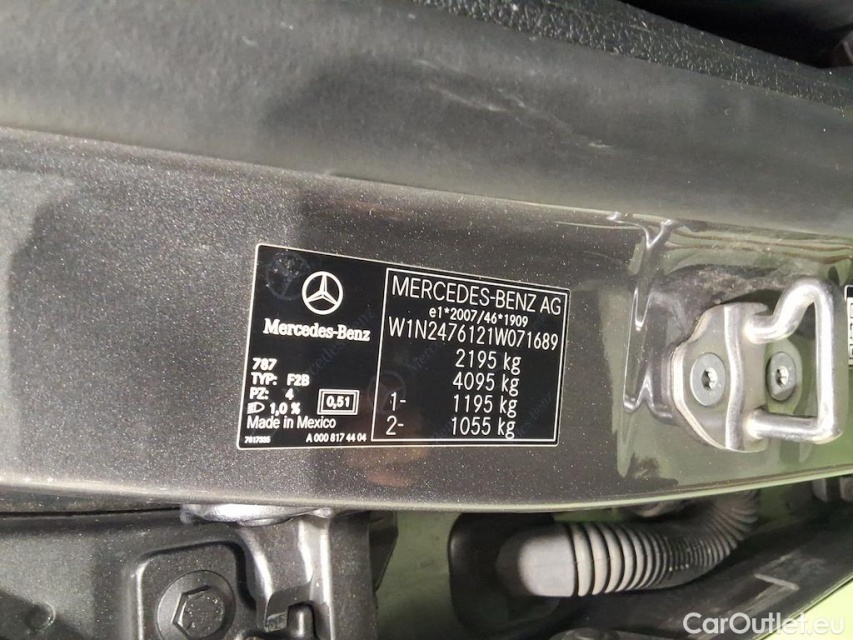 Mercedes-Benz
787
TYP: F2B
PZ: 4
1,0 %
0,51
Made in Mexico
7617335
A 000 817 44 04
MERCEDES-BENZ AG
e1*2007/46*1909
W1N2476121W071689
2195 kg
4095 kg
1- 1195 kg
2- 1055 kg
CarOutlet.eu